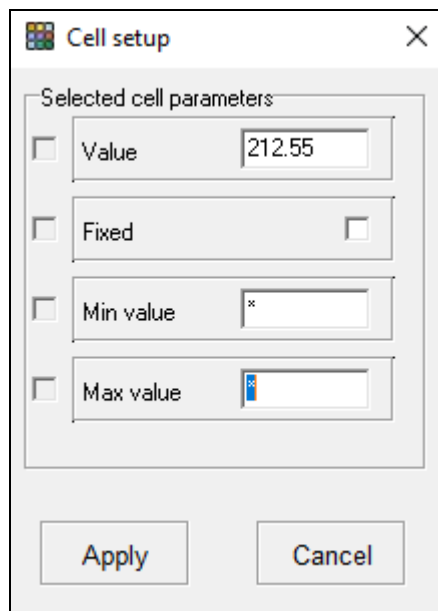 Cell setup
Selected cell parameters
Value 212.55
Fixed
Min value *
Max value *
Apply Cancel